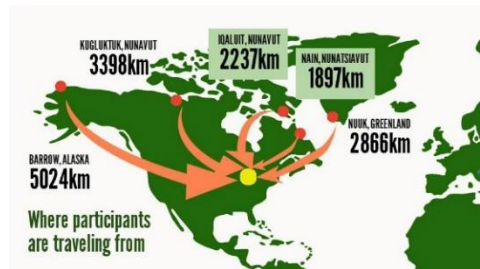 KUGLUKTUK, NUNAVUT
3398km
IQALUIT, NUNAVUT
2237km
NAIN, NUNATSIAVUT
1897km
NUUK, GREENLAND
2866km
BARROW, ALASKA
5024km
Where participants
are traveling from